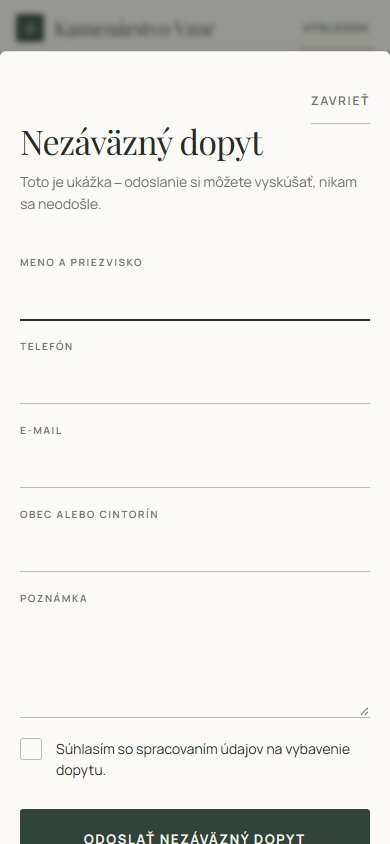 Kamenárstvo Vzor
ZAVRIEŤ
Nezáväzný dopyt
Toto je ukážka – odoslanie si môžete vyskúšať, nikam
sa neodošle.
MENO A PRIEZVISKO
TELEFÓN
E-MAIL
OBEC ALEBO CINTORÍN
POZNÁMKA
Súhlasím so spracovaním údajov na vybavenie
dopytu.
ODOSLAŤ NEZÁVÄZNÝ DOPYT